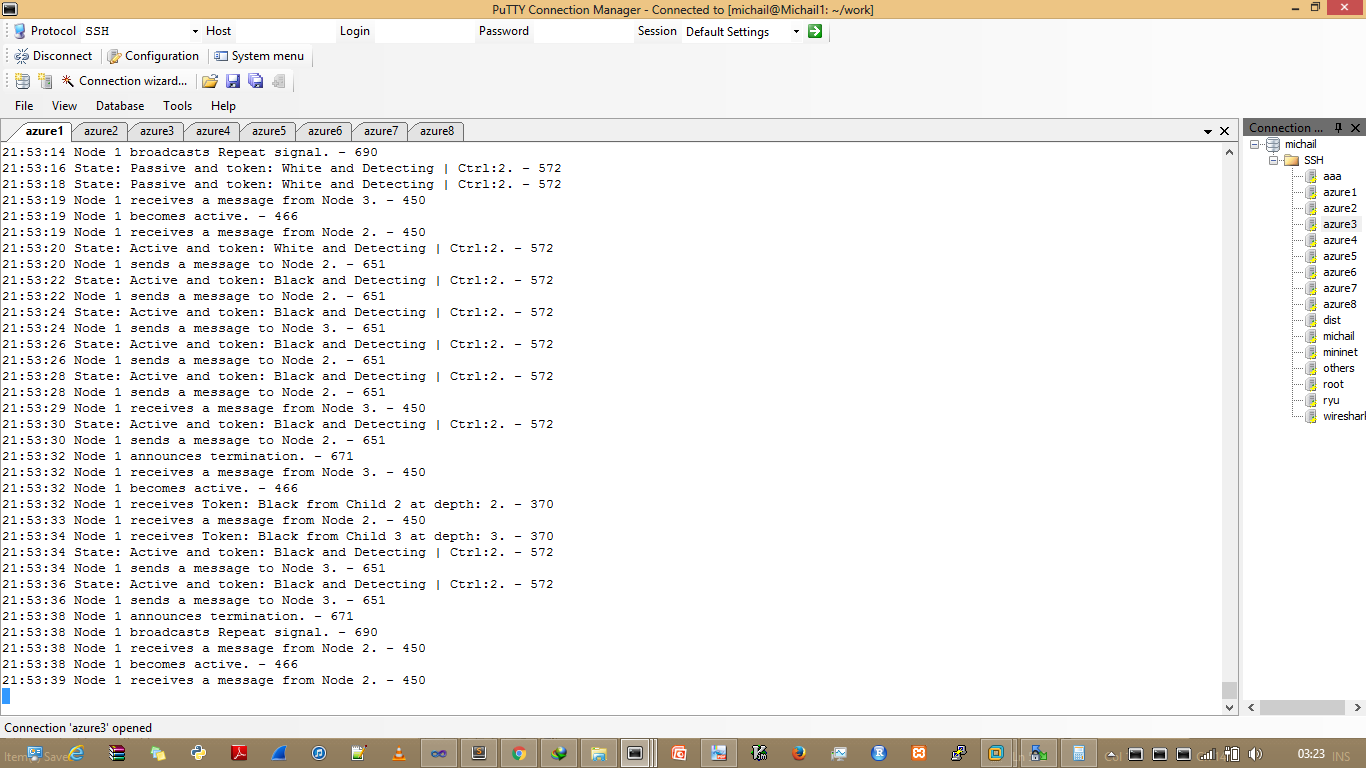 PuTTY Connection Manager - Connected to [michail@Michail1: ~/work]
Protocol SSH Host Login Password Session Default Settings
Disconnect Configuration System menu
Connection wizard...
File View Database Tools Help
azure1 azure2 azure3 azure4 azure5 azure6 azure7 azure8
21:53:14 Node 1 broadcasts Repeat signal. - 690
21:53:16 State: Passive and token: White and Detecting | Ctrl:2. - 572
21:53:18 State: Passive and token: White and Detecting | Ctrl:2. - 572
21:53:19 Node 1 receives a message from Node 3. - 450
21:53:19 Node 1 becomes active. - 466
21:53:19 Node 1 receives a message from Node 2. - 450
21:53:20 State: Active and token: White and Detecting | Ctrl:2. - 572
21:53:20 Node 1 sends a message to Node 2. - 651
21:53:22 State: Active and token: Black and Detecting | Ctrl:2. - 572
21:53:22 Node 1 sends a message to Node 2. - 651
21:53:24 State: Active and token: Black and Detecting | Ctrl:2. - 572
21:53:24 Node 1 sends a message to Node 3. - 651
21:53:26 State: Active and token: Black and Detecting | Ctrl:2. - 572
21:53:26 Node 1 sends a message to Node 2. - 651
21:53:28 State: Active and token: Black and Detecting | Ctrl:2. - 572
21:53:28 Node 1 sends a message to Node 2. - 651
21:53:29 Node 1 receives a message from Node 3. - 450
21:53:30 State: Active and token: Black and Detecting | Ctrl:2. - 572
21:53:30 Node 1 sends a message to Node 2. - 651
21:53:32 Node 1 announces termination. - 671
21:53:32 Node 1 receives a message from Node 3. - 450
21:53:32 Node 1 becomes active. - 466
21:53:32 Node 1 receives Token: Black from Child 2 at depth: 2. - 370
21:53:33 Node 1 receives a message from Node 2. - 450
21:53:34 Node 1 receives Token: Black from Child 3 at depth: 3. - 370
21:53:34 State: Active and token: Black and Detecting | Ctrl:2. - 572
21:53:34 Node 1 sends a message to Node 3. - 651
21:53:36 State: Active and token: Black and Detecting | Ctrl:2. - 572
21:53:36 Node 1 sends a message to Node 3. - 651
21:53:38 Node 1 announces termination. - 671
21:53:38 Node 1 broadcasts Repeat signal. - 690
21:53:38 Node 1 receives a message from Node 2. - 450
21:53:38 Node 1 becomes active. - 466
21:53:39 Node 1 receives a message from Node 2. - 450
Connection ...
michail
SSH
aaa
azure1
azure2
azure3
azure4
azure5
azure6
azure7
azure8
dist
michail
mininet
others
root
ryu
wireshark
Connection 'azure3' opened
03:23
INS